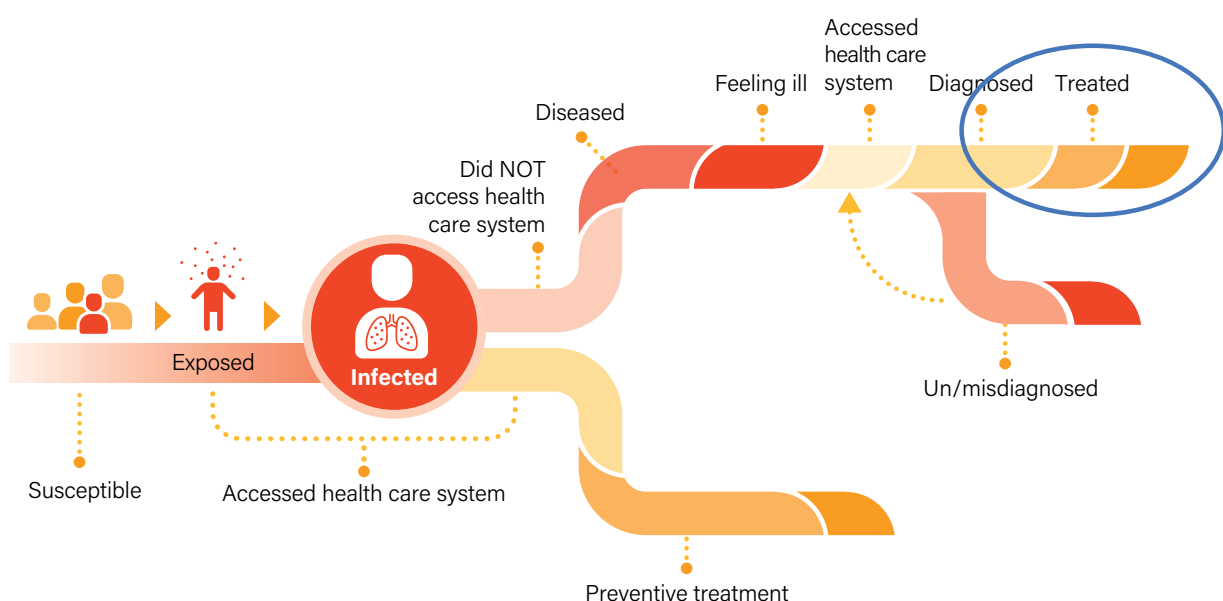 Accessed
health care
system
Feeling ill
Diagnosed
Treated
Diseased
Did NOT
access health
care system
Exposed
Infected
Un/misdiagnosed
Susceptible
Accessed health care system
Preventive treatment